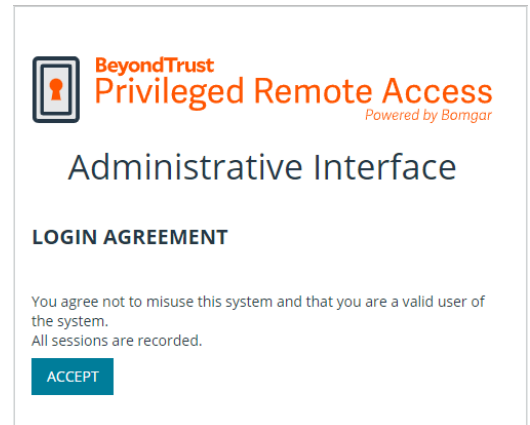 BeyondTrust
Privileged Remote Access
Powered by Bomgar
Administrative Interface
LOGIN AGREEMENT
You agree not to misuse this system and that you are a valid user of
the system.
All sessions are recorded.
ACCEPT